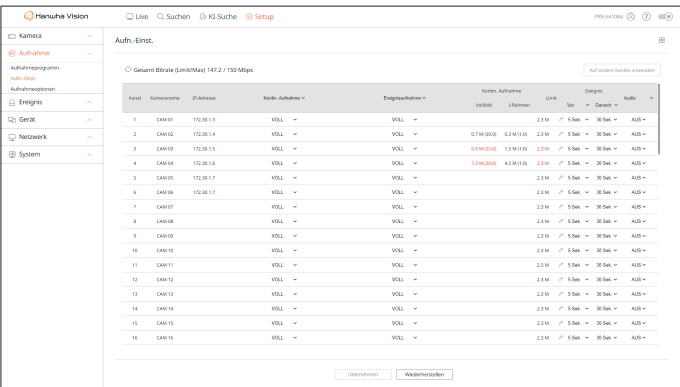 Hanwha Vision
Live
Suchen
KI-Suche
Setup
Kamera
Aufnahme
Aufnahmeprogramm
Aufn.-Einst.
Aufnahmeoptionen
Ereignis
Gerät
Netzwerk
System
Aufn.-Einst.
Gesamt Bitrate (Limit/Max) 147.2 / 150 Mbps
Auf andere Kanäle anwenden
Kontn. Aufnahme Ereignis
Kanal Kameraname IP-Adresse Kontn. Aufnahme Ereignisaufnahme Limit Audio
Vollbild I-Rahmen Vor Danach
1 CAM 01 172.30.1.3 VOLL VOLL 2.3 M 5 Sek. 30 Sek. AUS
2 CAM 02 172.30.1.4 VOLL VOLL 0.7 M (30.0) 0.3 M (1.0) 2.3 M 5 Sek. 30 Sek. AUS
3 CAM 03 172.30.1.5 VOLL VOLL 6.9 M (25.0) 1.5 M (1.0) 2.3 M 5 Sek. 30 Sek. AUS
4 CAM 04 172.30.1.6 VOLL VOLL 7.3 M (30.0) 4.5 M (1.0) 2.3 M 5 Sek. 30 Sek. AUS
5 CAM 05 172.30.1.7 VOLL VOLL 2.3 M 5 Sek. 30 Sek. AUS
6 CAM 06 172.30.1.7 VOLL VOLL 2.3 M 5 Sek. 30 Sek. AUS
7 CAM 07 VOLL VOLL 2.3 M 5 Sek. 30 Sek. AUS
8 CAM 08 VOLL VOLL 2.3 M 5 Sek. 30 Sek. AUS
9 CAM 09 VOLL VOLL 2.3 M 5 Sek. 30 Sek. AUS
10 CAM 10 VOLL VOLL 2.3 M 5 Sek. 30 Sek. AUS
11 CAM 11 VOLL VOLL 2.3 M 5 Sek. 30 Sek. AUS
12 CAM 12 VOLL VOLL 2.3 M 5 Sek. 30 Sek. AUS
13 CAM 13 VOLL VOLL 2.3 M 5 Sek. 30 Sek. AUS
14 CAM 14 VOLL VOLL 2.3 M 5 Sek. 30 Sek. AUS
15 CAM 15 VOLL VOLL 2.3 M 5 Sek. 30 Sek. AUS
16 CAM 16 VOLL VOLL 2.3 M 5 Sek. 30 Sek. AUS
Übernehmen
Wiederherstellen